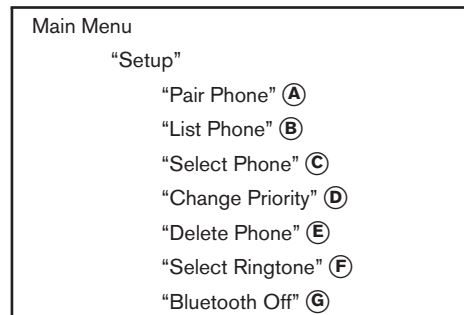 Main Menu
“Setup”
“Pair Phone” Ⓐ
“List Phone” Ⓑ
“Select Phone” Ⓒ
“Change Priority” Ⓓ
“Delete Phone” Ⓔ
“Select Ringtone” Ⓕ
“Bluetooth Off” Ⓖ